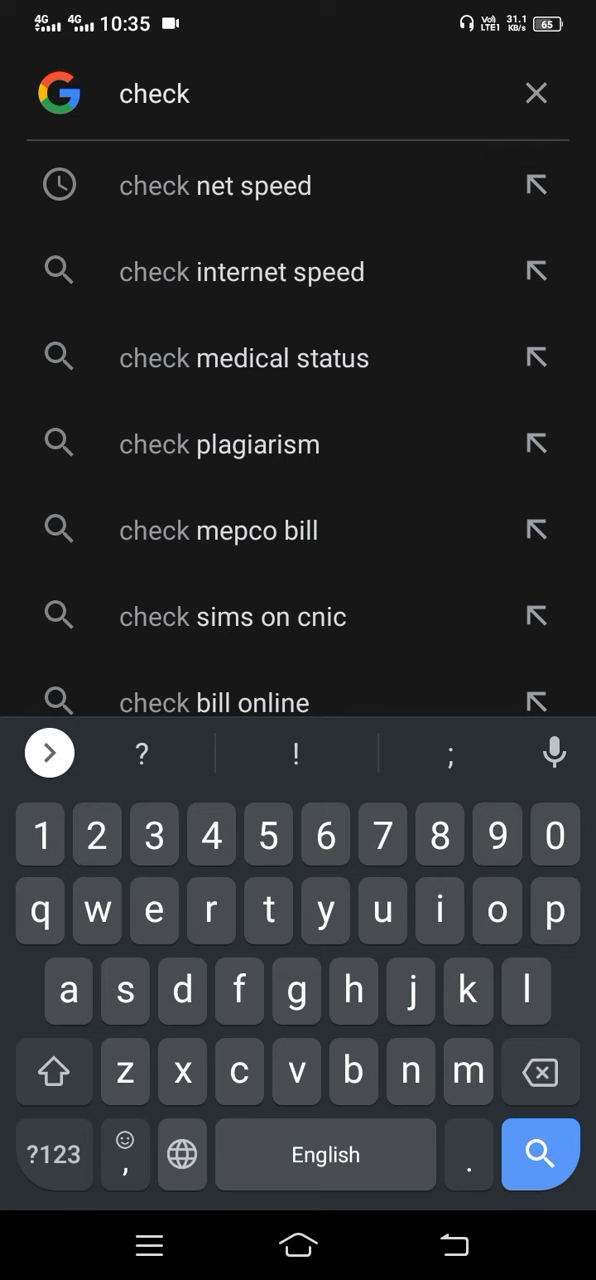 4G 4G 10:35 Vo) LTE1 31.1 KB/s 65
check
check net speed
check internet speed
check medical status
check plagiarism
check mepco bill
check sims on cnic
check bill online
? ! ;
1 2 3 4 5 6 7 8 9 0
q w e r t y u i o p
a s d f g h j k l
z x c v b n m
?123 , English .